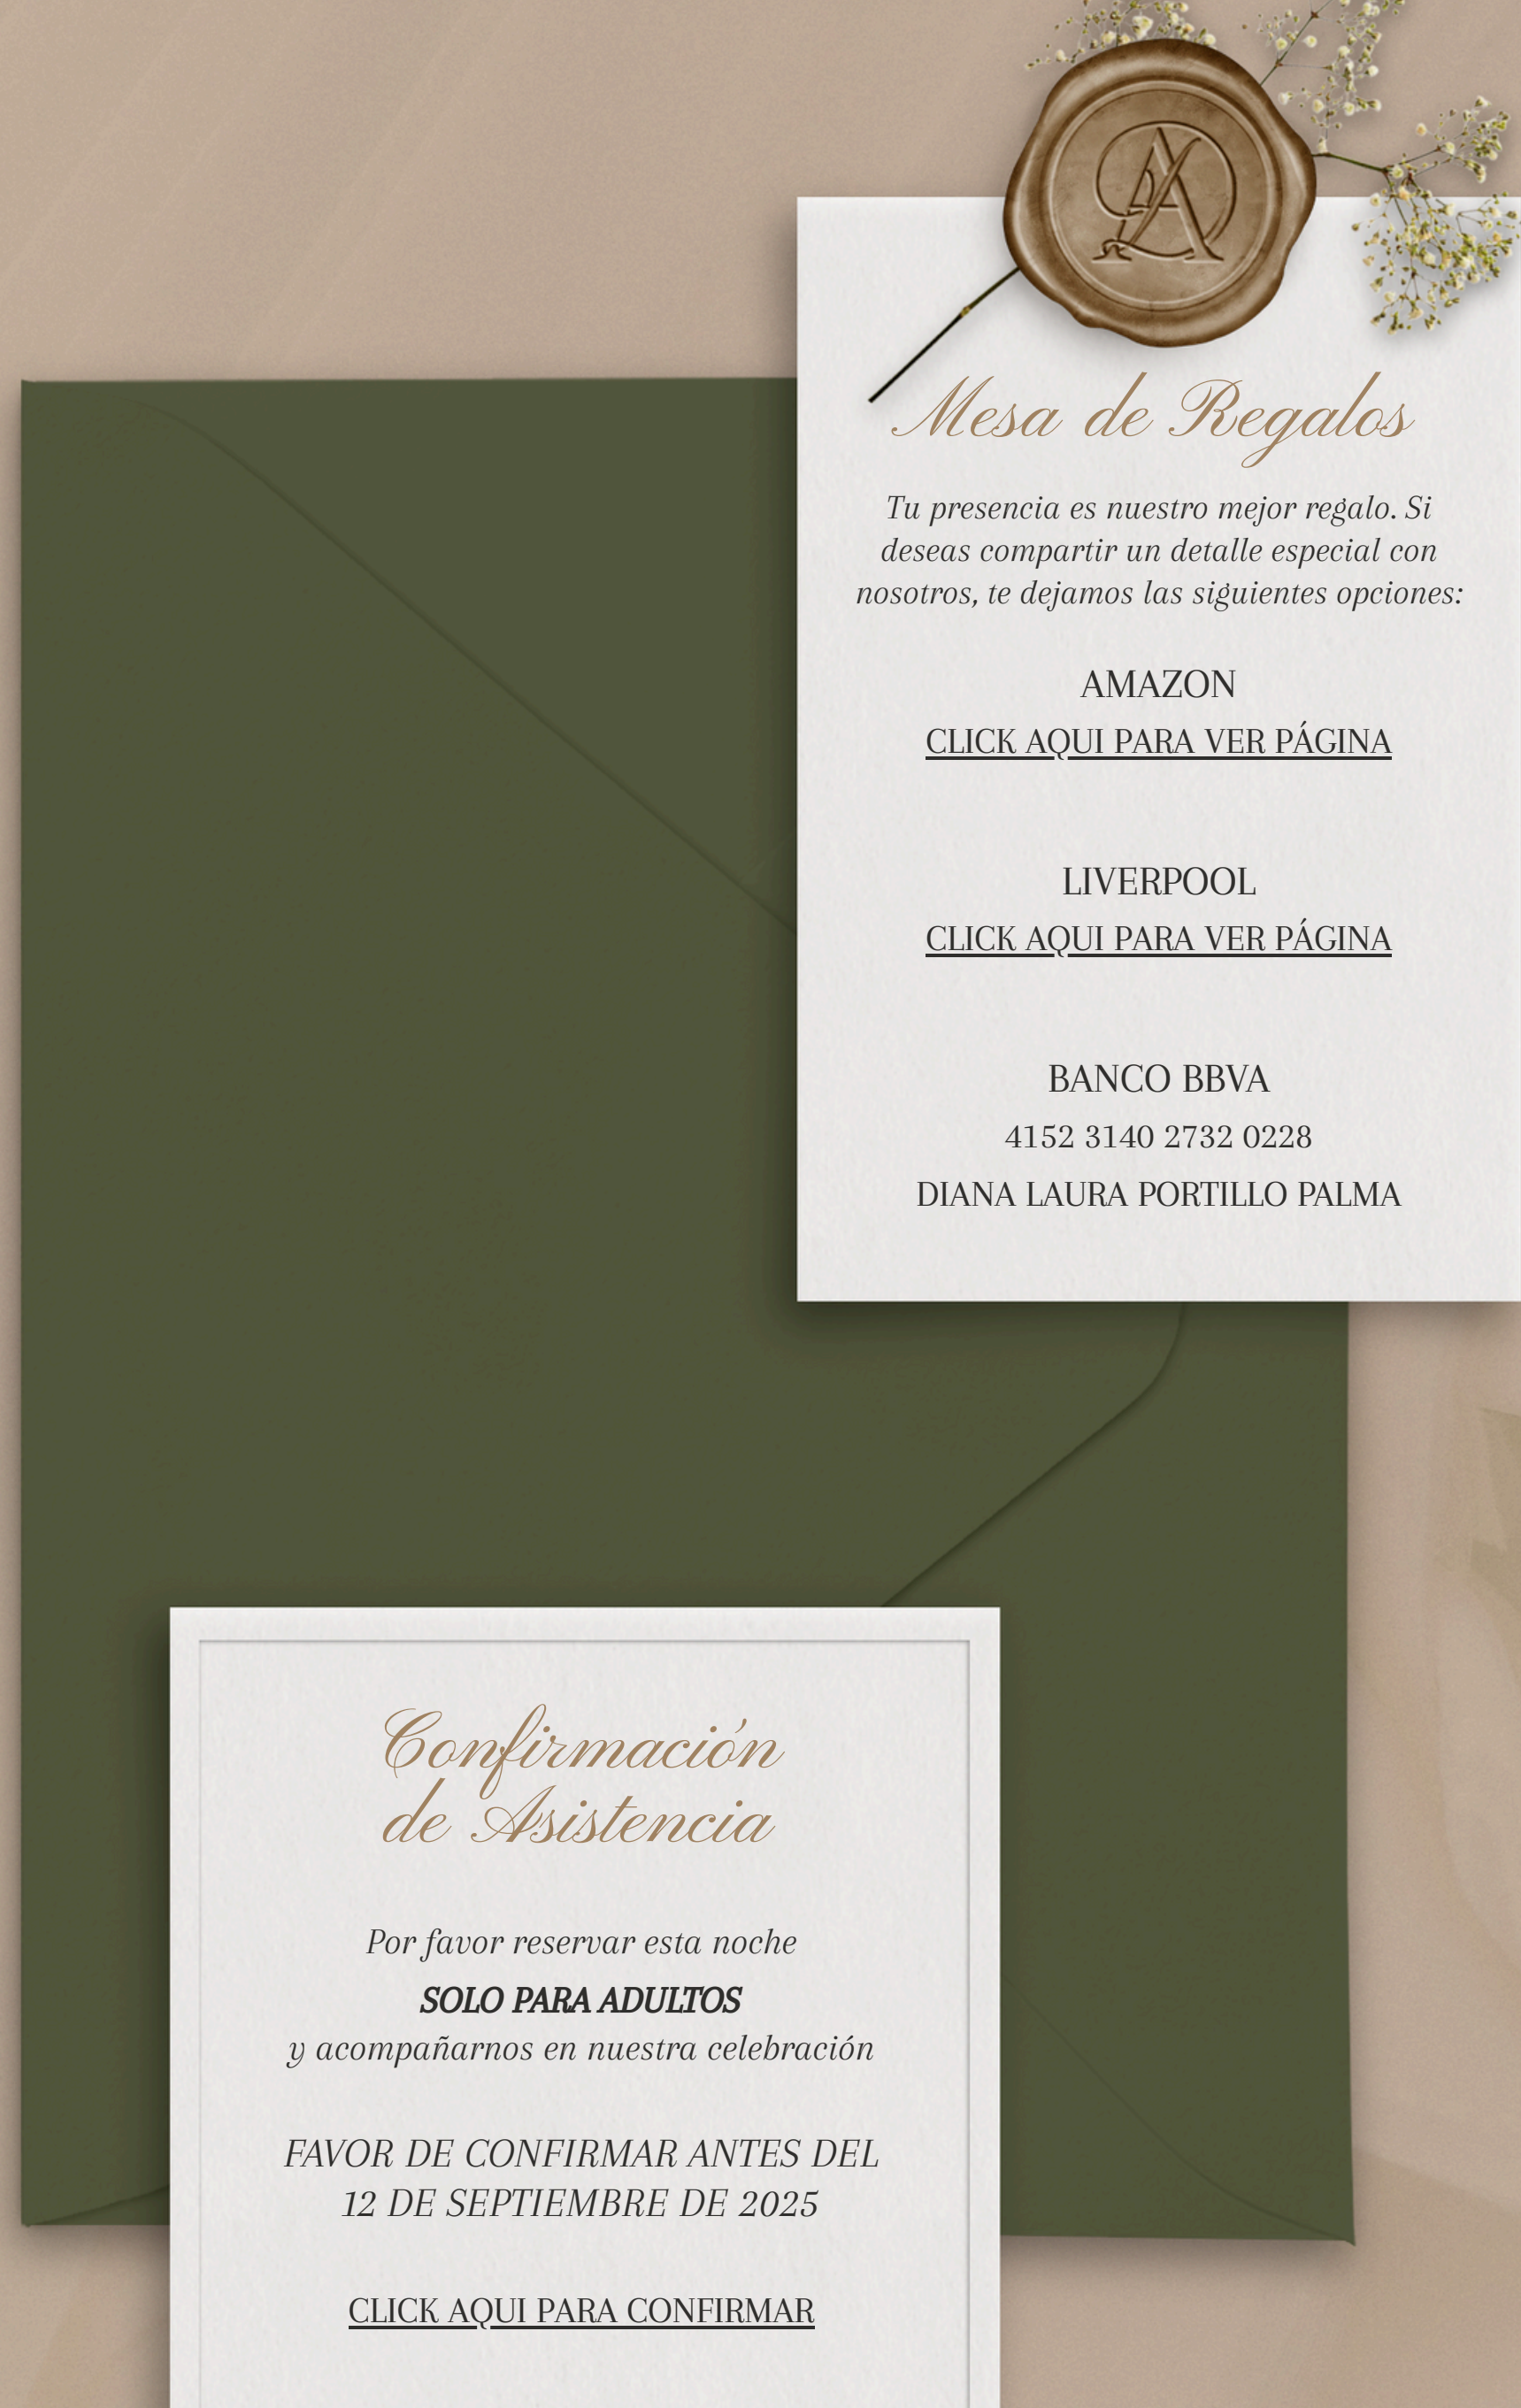 Mesa de Regalos
Tu presencia es nuestro mejor regalo. Si
deseas compartir un detalle especial con
nosotros, te dejamos las siguientes opciones:
AMAZON
CLICK AQUI PARA VER PÁGINA
LIVERPOOL
CLICK AQUI PARA VER PÁGINA
BANCO BBVA
4152 3140 2732 0228
DIANA LAURA PORTILLO PALMA
Confirmación
de Asistencia
Por favor reservar esta noche
SOLO PARA ADULTOS
y acompañarnos en nuestra celebración
FAVOR DE CONFIRMAR ANTES DEL
12 DE SEPTIEMBRE DE 2025
CLICK AQUI PARA CONFIRMAR